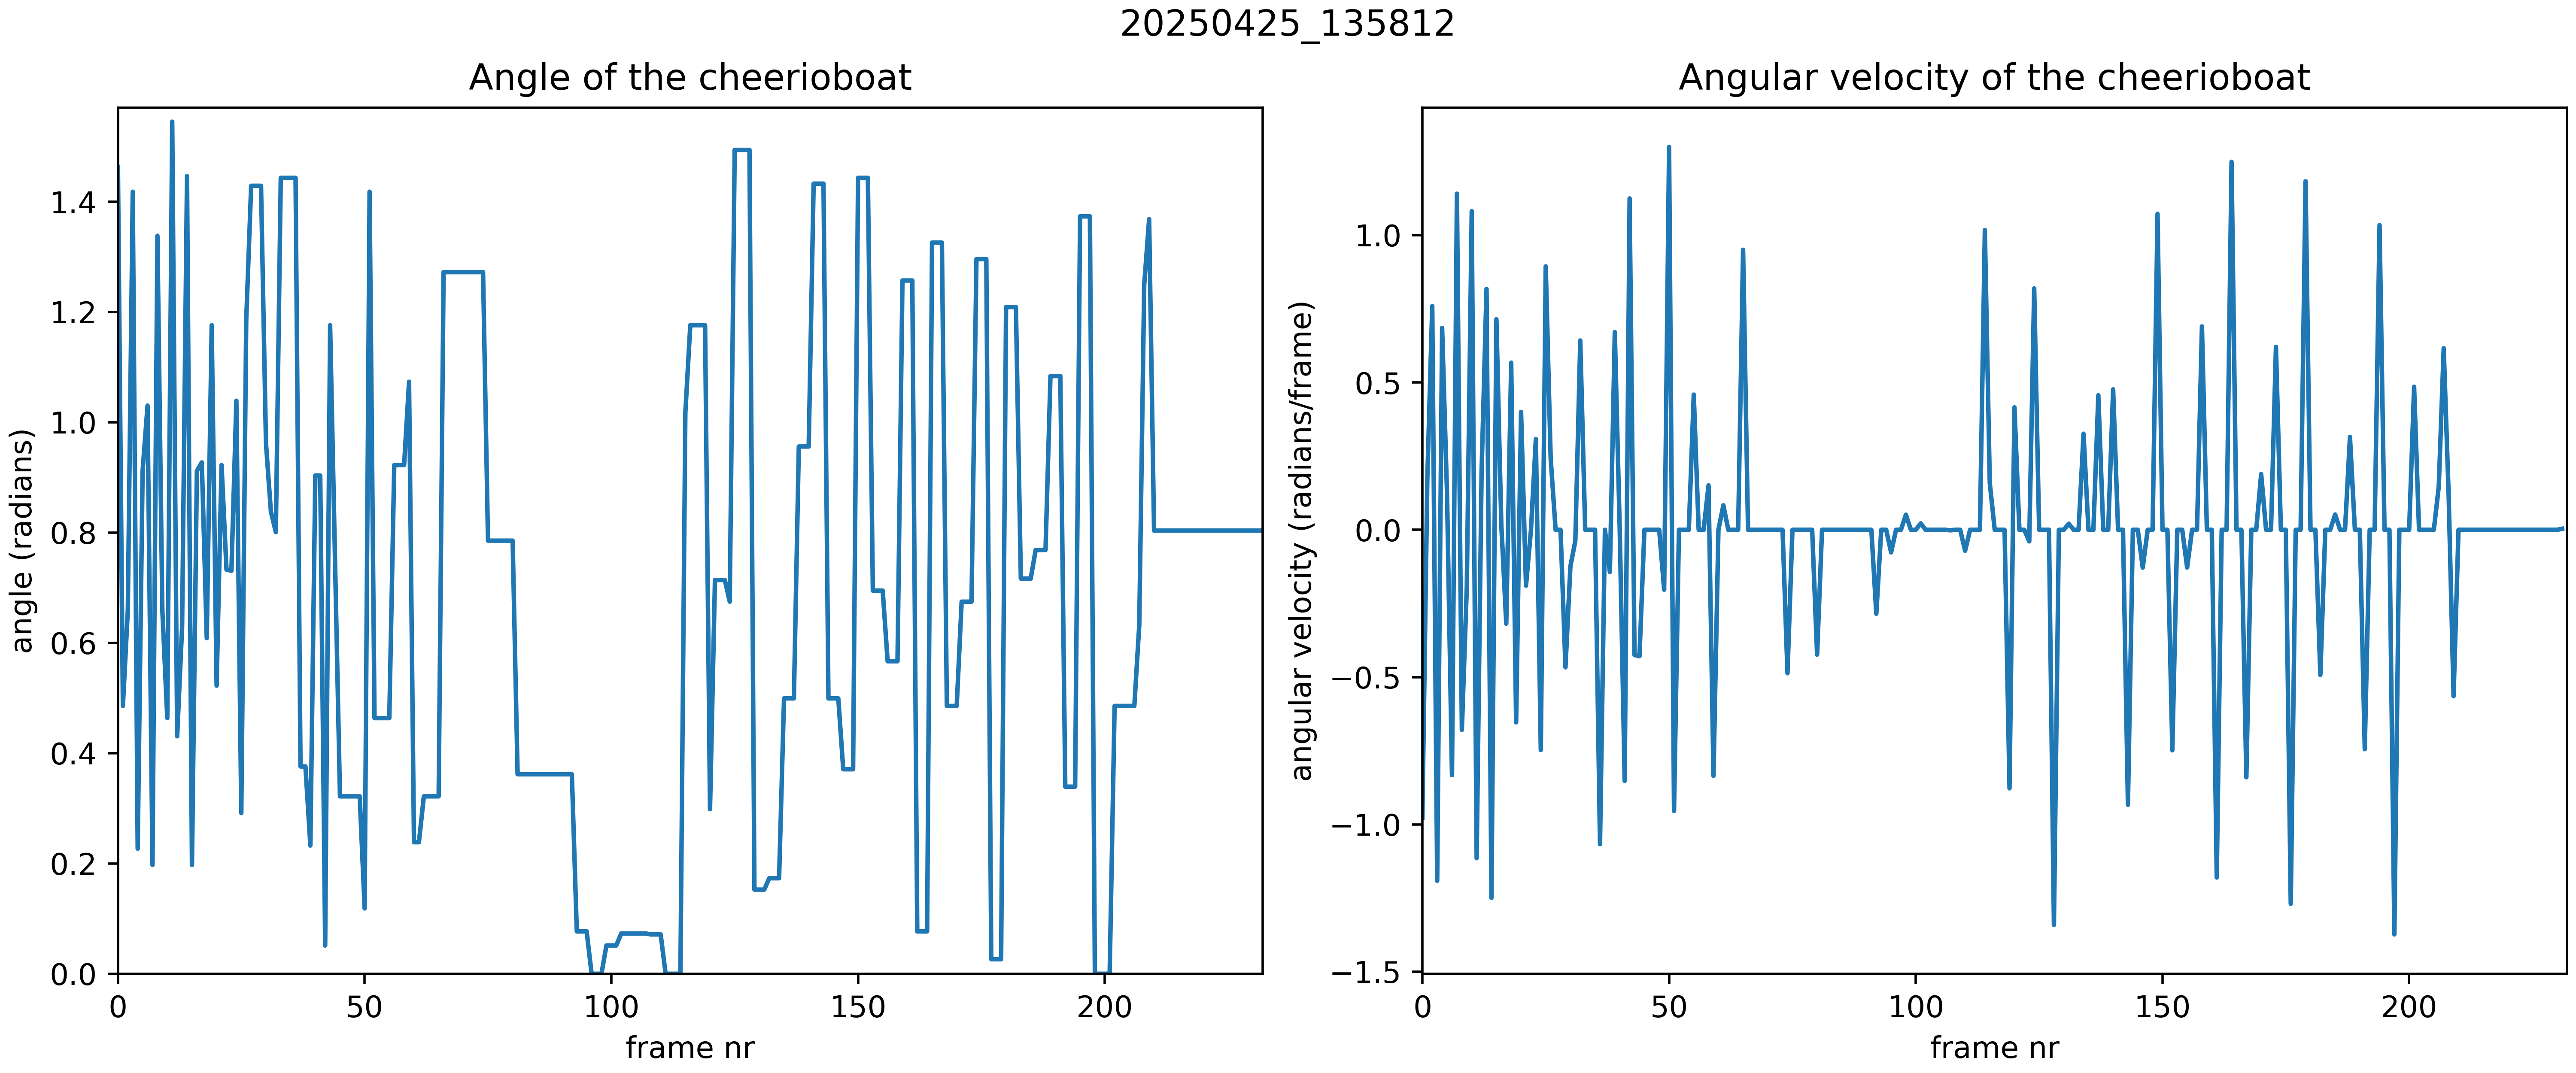 20250425_135812
Angle of the cheerioboat
angle (radians)
1.4
1.2
1.0
0.8
0.6
0.4
0.2
0.0
0 50 100 150 200
frame nr
Angular velocity of the cheerioboat
angular velocity (radians/frame)
1.0
0.5
0.0
−0.5
−1.0
−1.5
0 50 100 150 200
frame nr